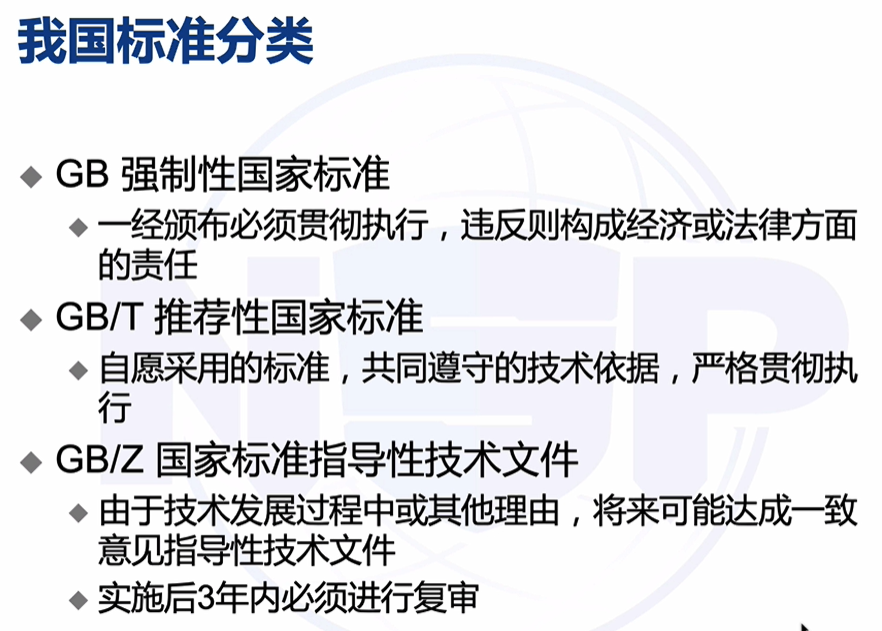 我国标准分类
GB 强制性国家标准
一经颁布必须贯彻执行，违反则构成经济或法律方面
的责任
GB/T 推荐性国家标准
自愿采用的标准，共同遵守的技术依据，严格贯彻执
行
GB/Z 国家标准指导性技术文件
由于技术发展过程中或其他理由，将来可能达成一致
意见指导性技术文件
实施后3年内必须进行复审
NSP